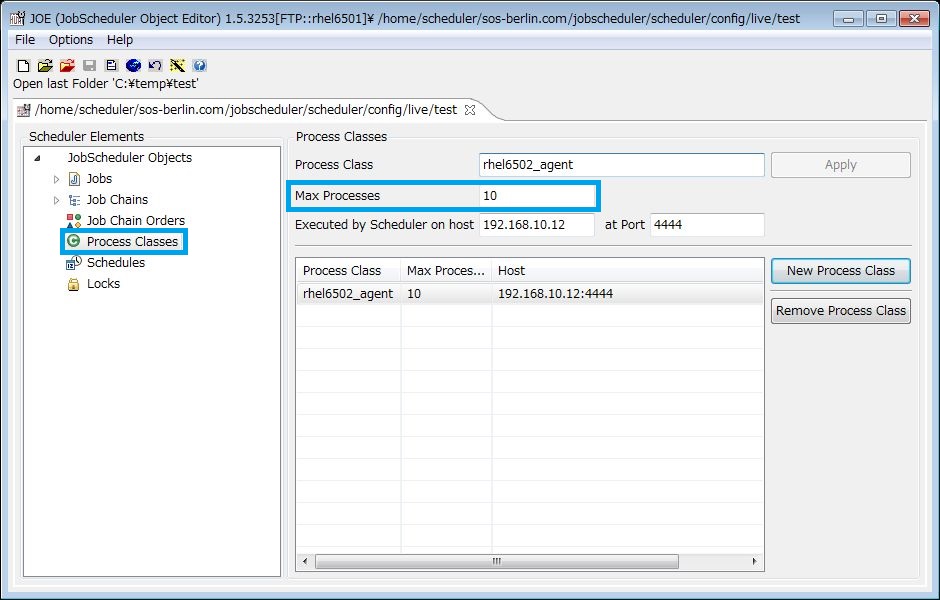 JOE (JobScheduler Object Editor) 1.5.3253[FTP::rhel6501]¥ /home/scheduler/sos-berlin.com/jobscheduler/scheduler/config/live/test
File Options Help
Open last Folder 'C:¥temp¥test'
/home/scheduler/sos-berlin.com/jobscheduler/scheduler/config/live/test
Scheduler Elements
JobScheduler Objects
Jobs
Job Chains
Job Chain Orders
Process Classes
Schedules
Locks
Process Classes
Process Class rhel6502_agent Apply
Max Processes 10
Executed by Scheduler on host 192.168.10.12 at Port 4444
Process Class Max Proces... Host
rhel6502_agent 10 192.168.10.12:4444
New Process Class
Remove Process Class